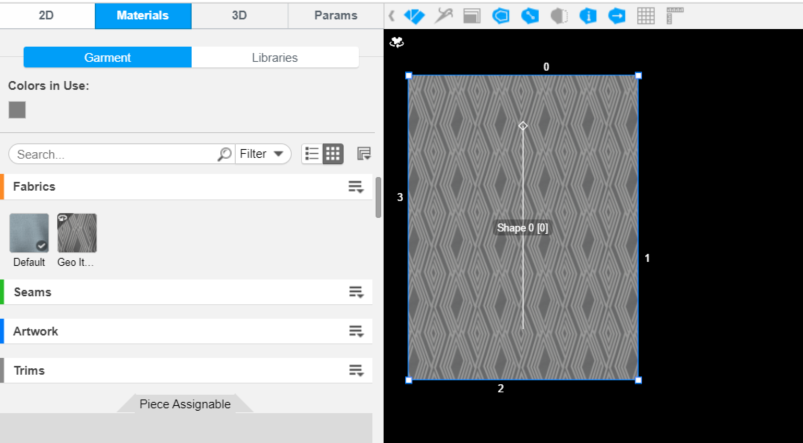 2D Materials 3D Params
Garment Libraries
Colors in Use:
Search... Filter
Fabrics
Default Geo It...
Seams
Artwork
Trims
Piece Assignable
0
3
Shape 0 [0]
1
2